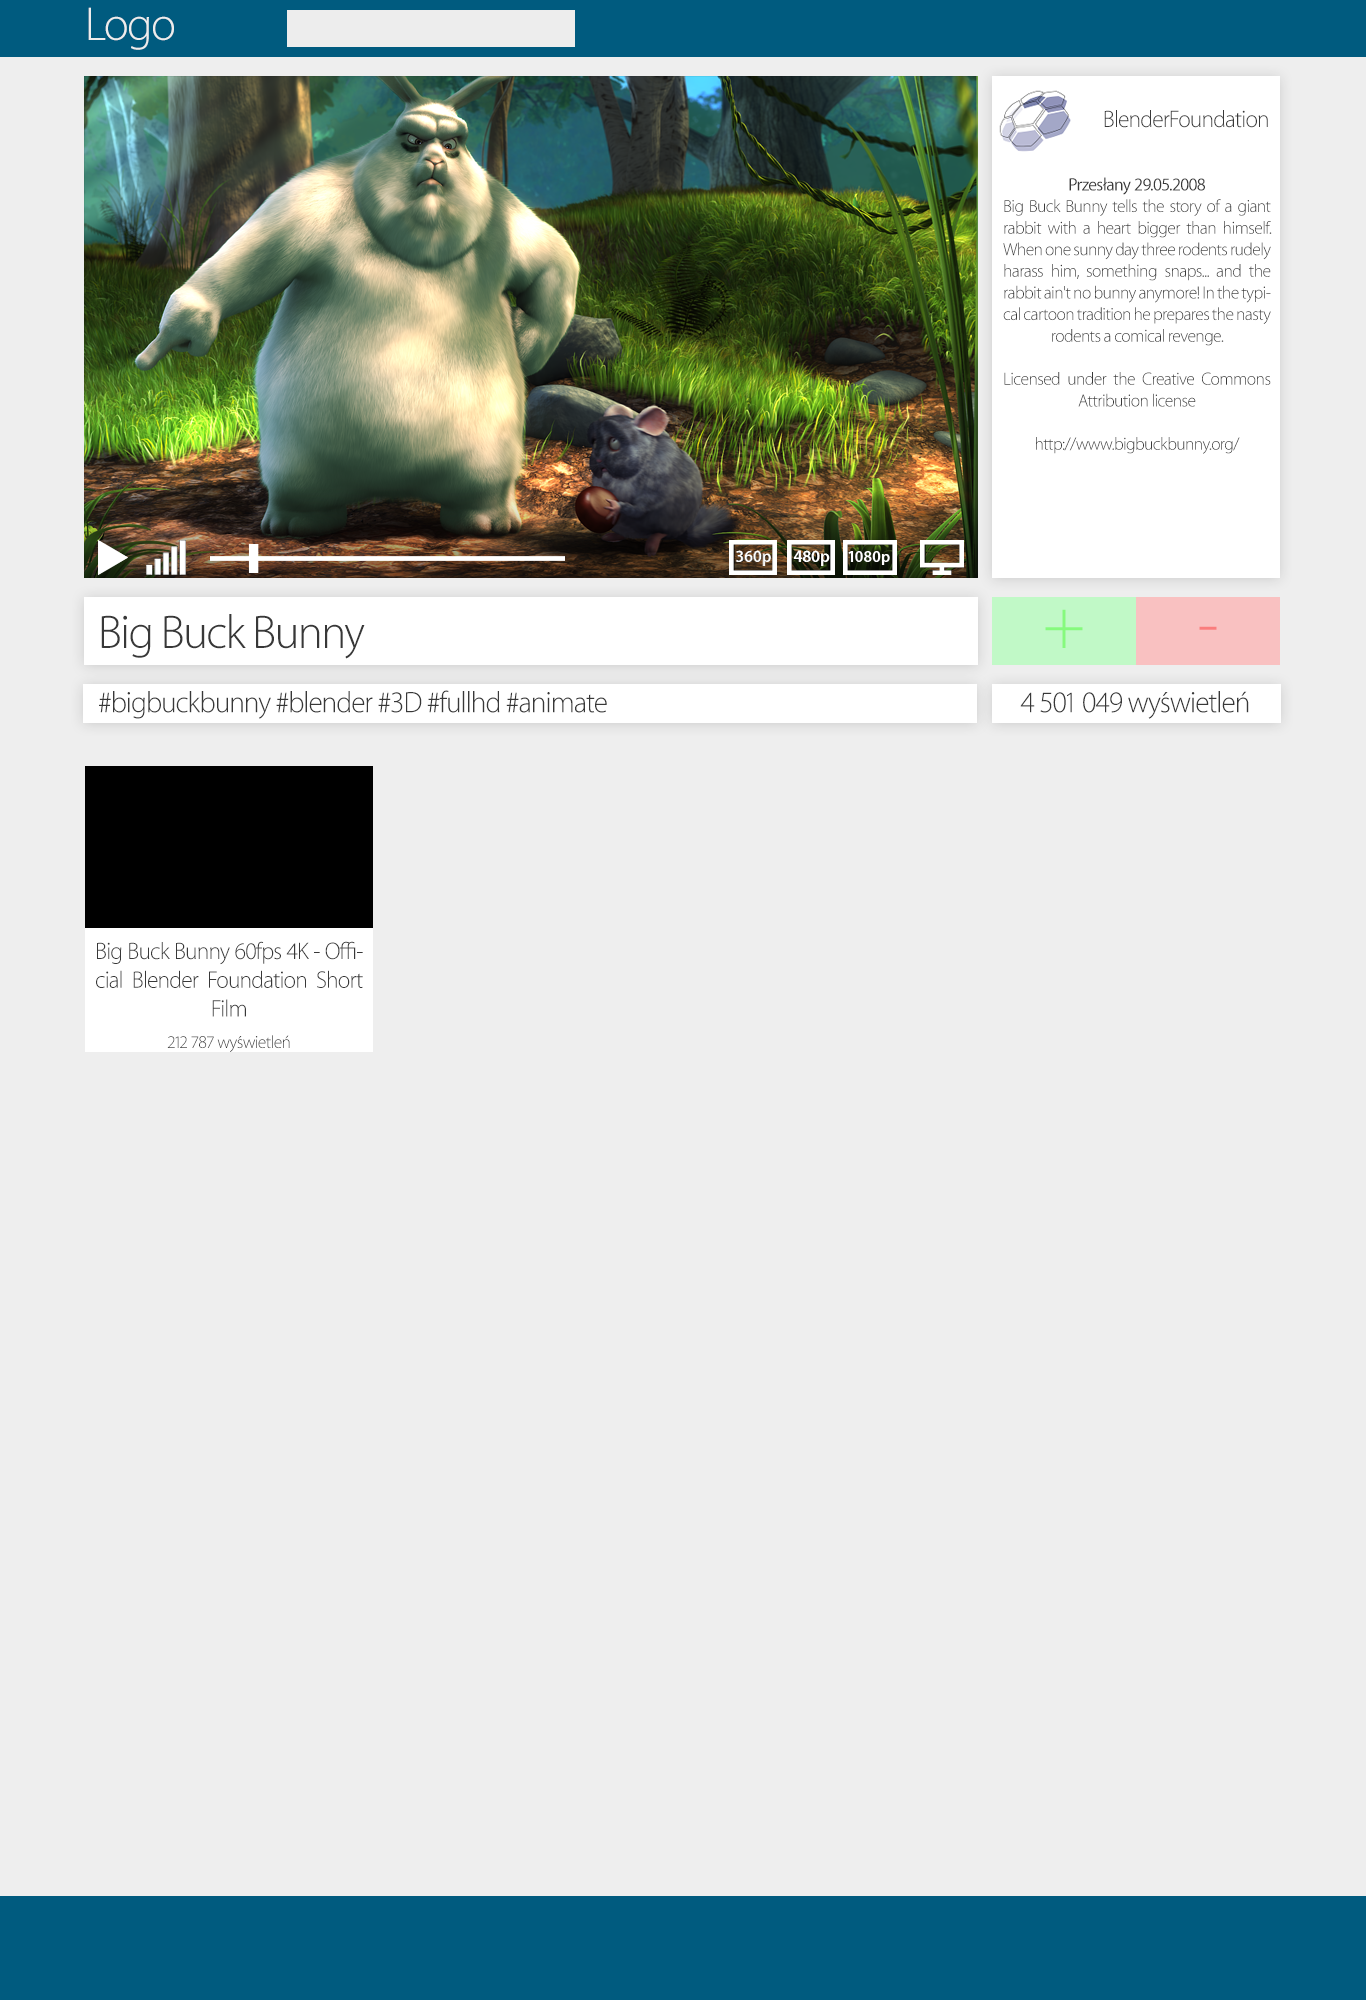 Logo
BlenderFoundation
Przesłany 29.05.2008
Big Buck Bunny tells the story of a giant
rabbit with a heart bigger than himself.
When one sunny day three rodents rudely
harass him, something snaps... and the
rabbit ain't no bunny anymore! In the typi-
cal cartoon tradition he prepares the nasty
rodents a comical revenge.
Licensed under the Creative Commons
Attribution license
http://www.bigbuckbunny.org/
360p 480p 1080p
Big Buck Bunny
+ -
#bigbuckbunny #blender #3D #fullhd #animate
4 501 049 wyświetleń
Big Buck Bunny 60fps 4K - Offi-
cial Blender Foundation Short
Film
212 787 wyświetleń